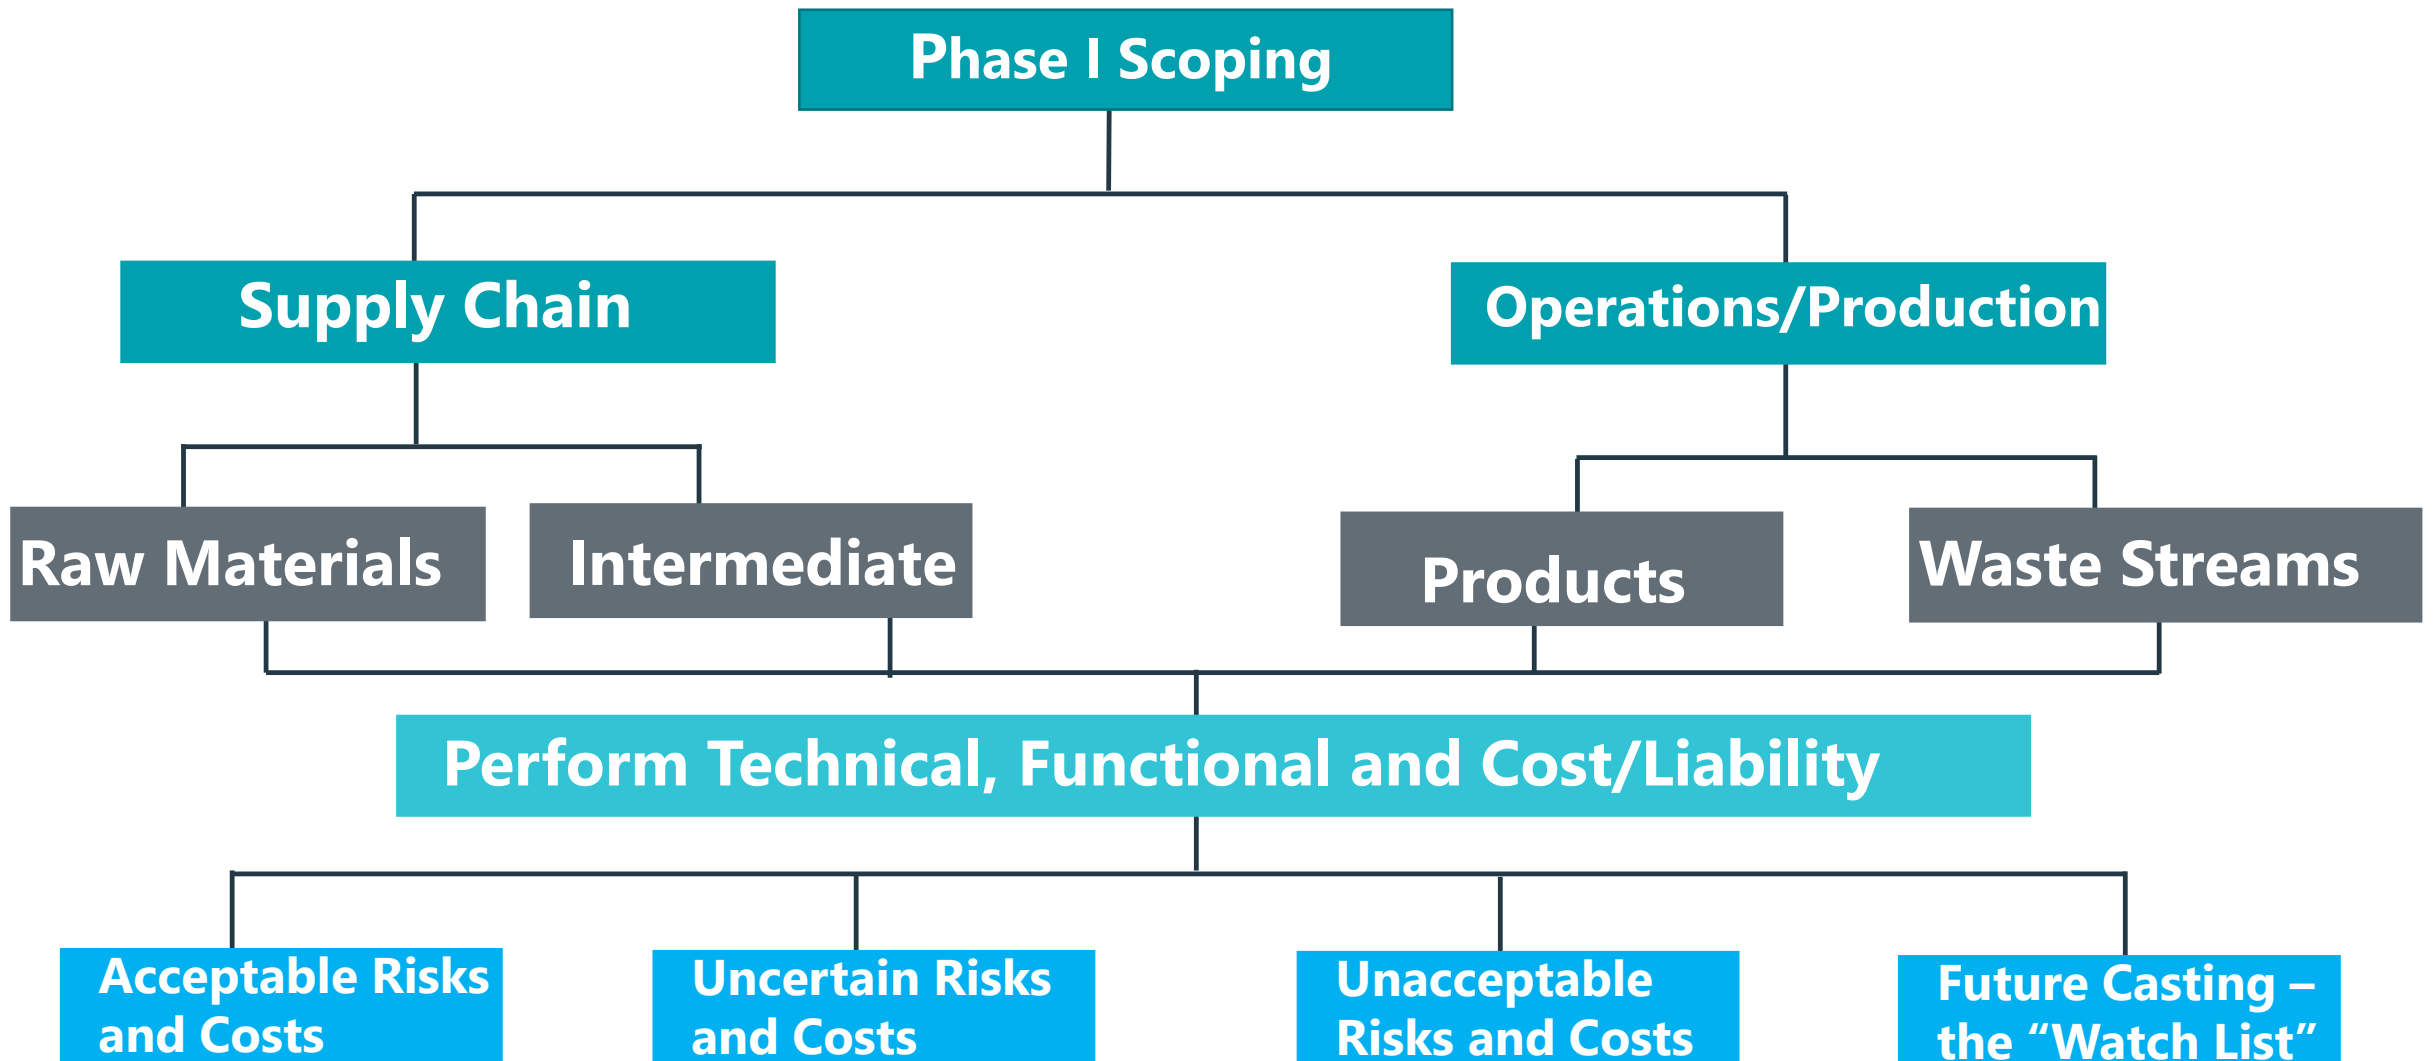 Phase I Scoping
Supply Chain
Operations/Production
Raw Materials
Intermediate
Products
Waste Streams
Perform Technical, Functional and Cost/Liability
Acceptable Risks
and Costs
Uncertain Risks
and Costs
Unacceptable
Risks and Costs
Future Casting –
the “Watch List”